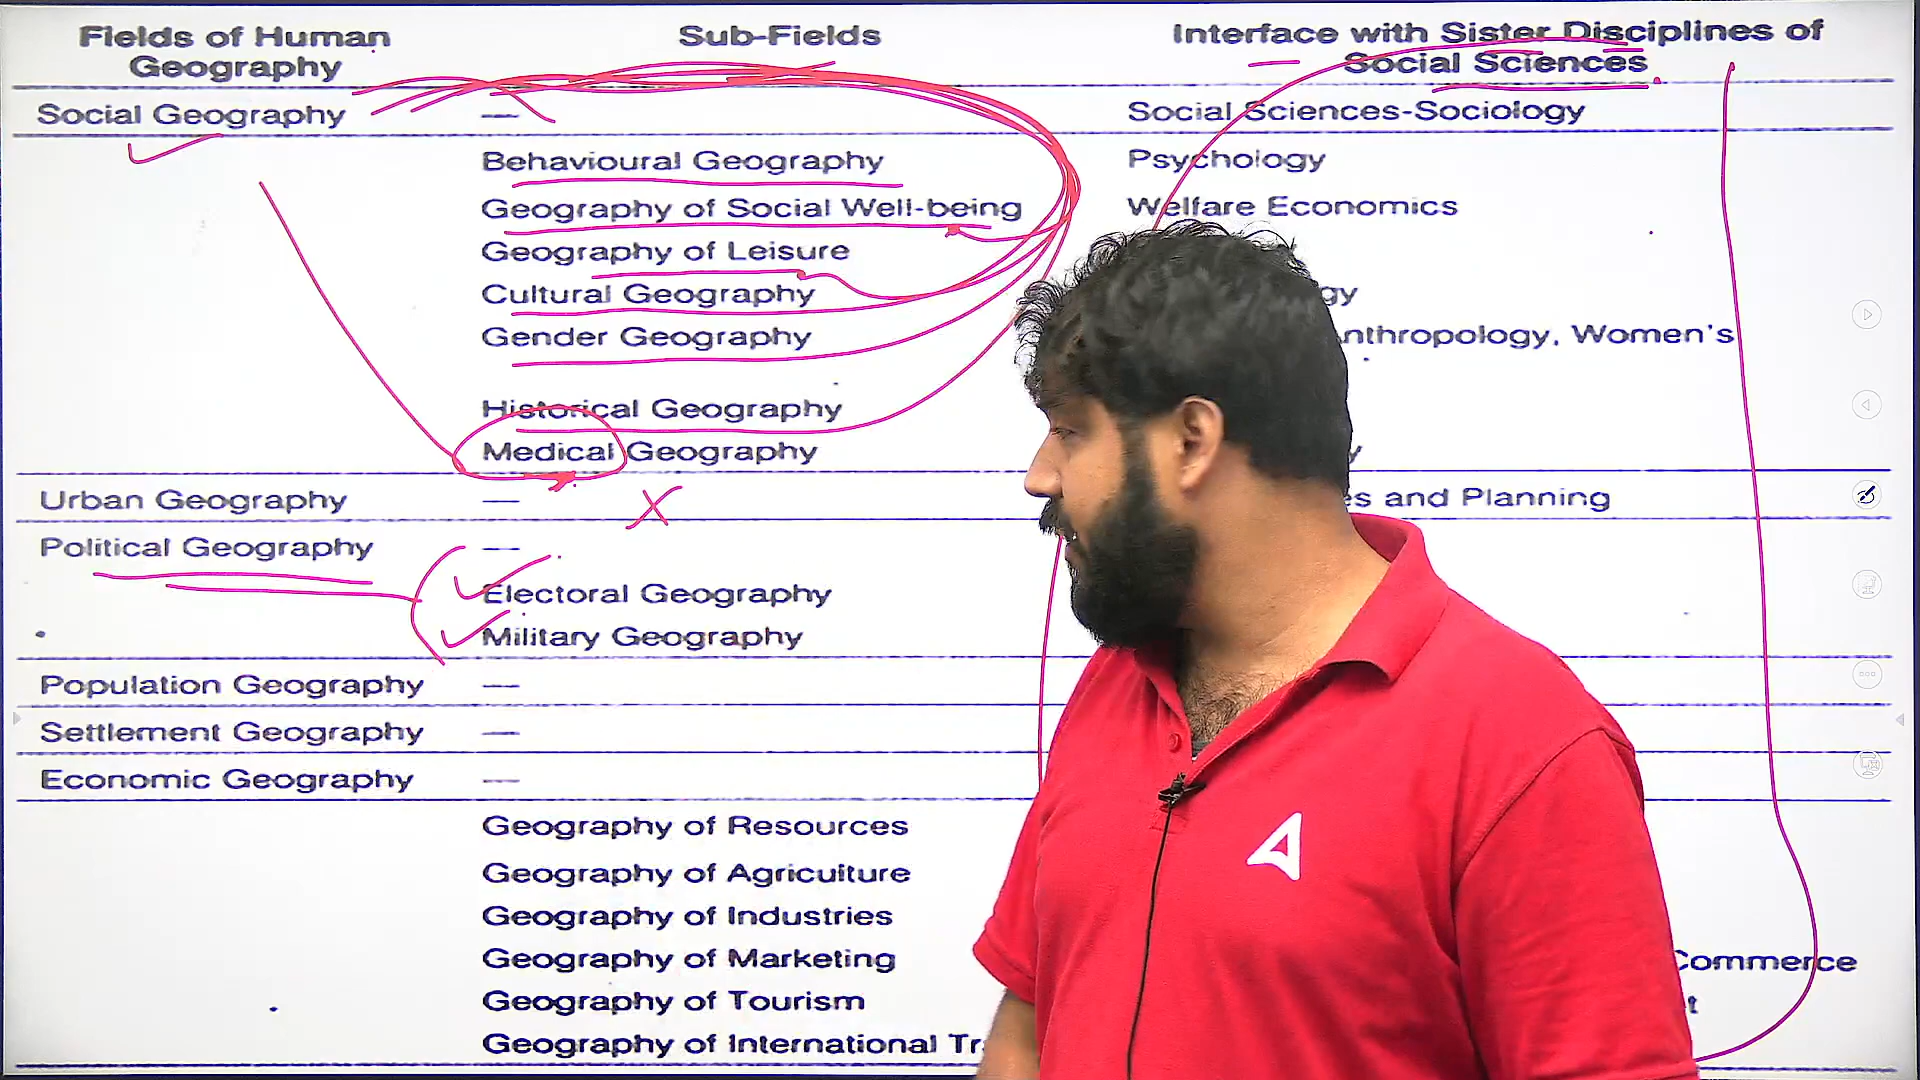 Fields of Human Sub-Fields Interface with Sister Disciplines of
Geography Social Sciences
Social Geography — Social Sciences-Sociology
Behavioural Geography Psychology
Geography of Social Well-being Welfare Economics
Geography of Leisure
Cultural Geography
Gender Geography nthropology, Women's
Historical Geography
Medical Geography
Urban Geography — and Planning
Political Geography —
Electoral Geography
Military Geography
Population Geography —
Settlement Geography —
Economic Geography —
Geography of Resources
Geography of Agriculture
Geography of Industries
Geography of Marketing Commerce
Geography of Tourism
Geography of International Tr